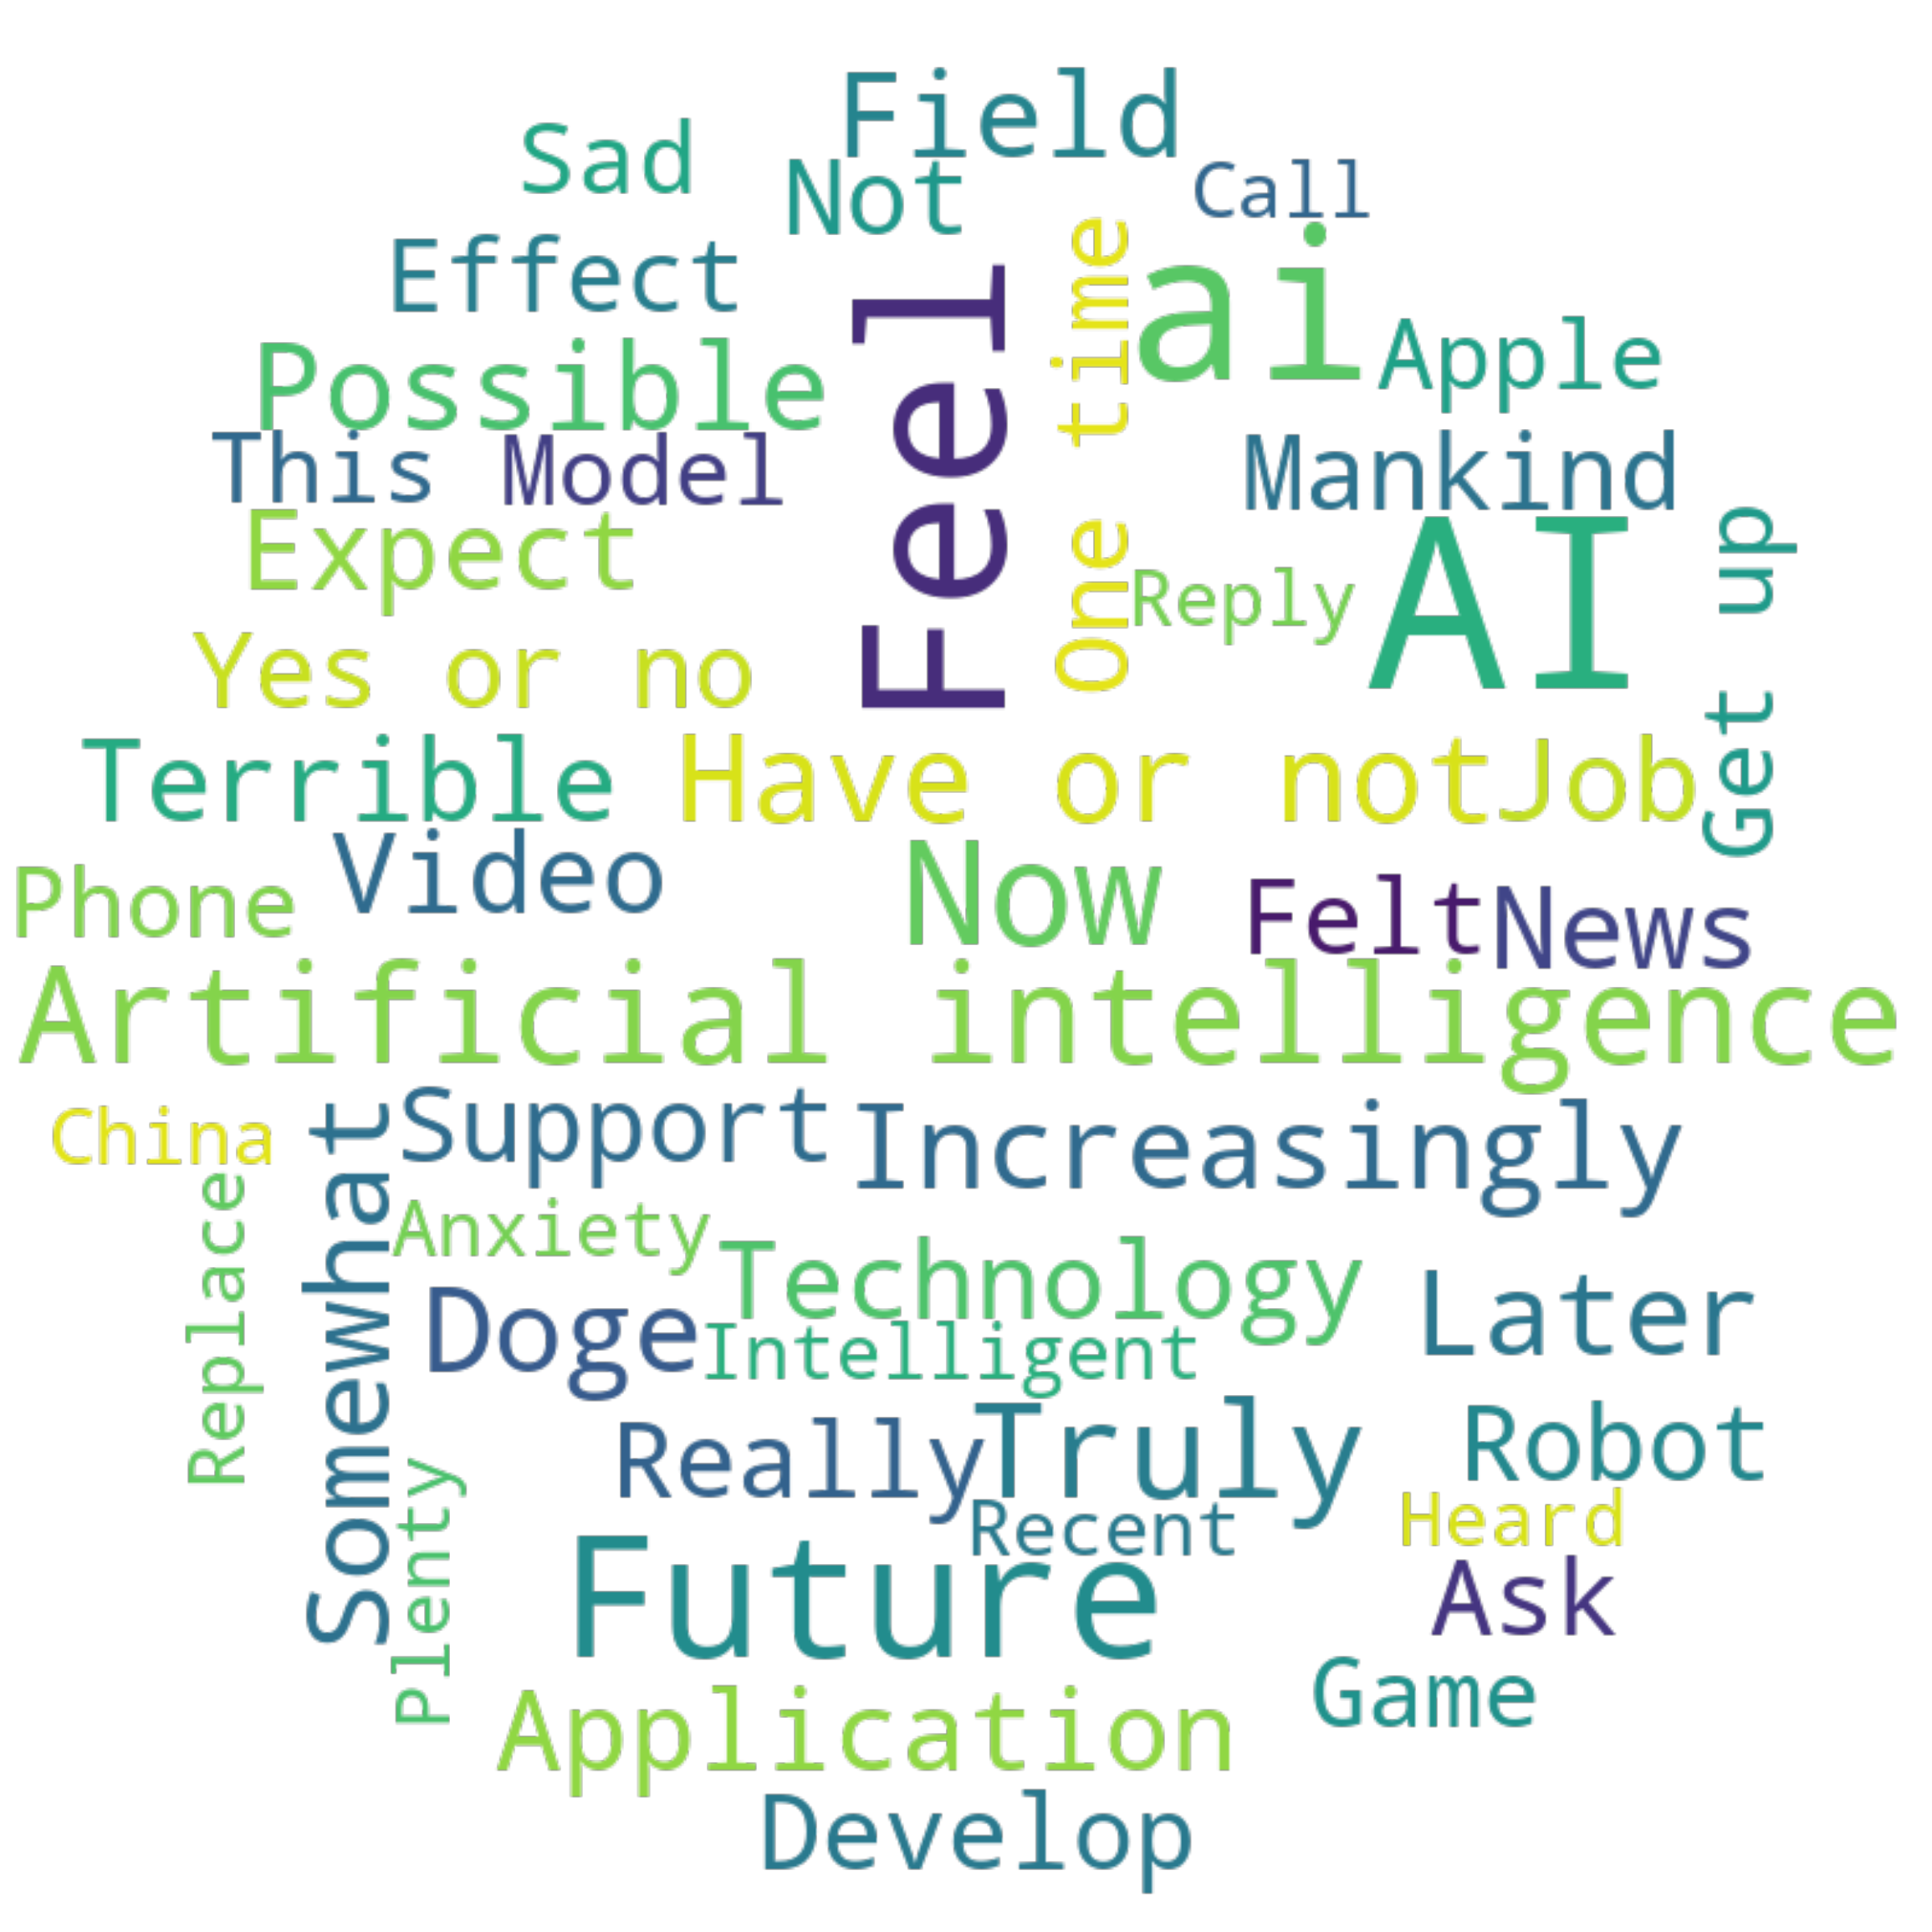 Field
Sad
Not
Call
Effect
ai
Feel
one time
Possible
Apple
This
Model
Mankind
Expect
AI
Reply
Get up
Yes or no
Terrible
Have or not
Job
Video
Phone
Now
Felt
News
Artificial intelligence
China
Somewhat
Support
Increasingly
Replace
Anxiety
Technology
Doge
Intelligent
Later
Really
Truly
Robot
Plenty
Recent
Heard
Future
Ask
Game
Application
Develop